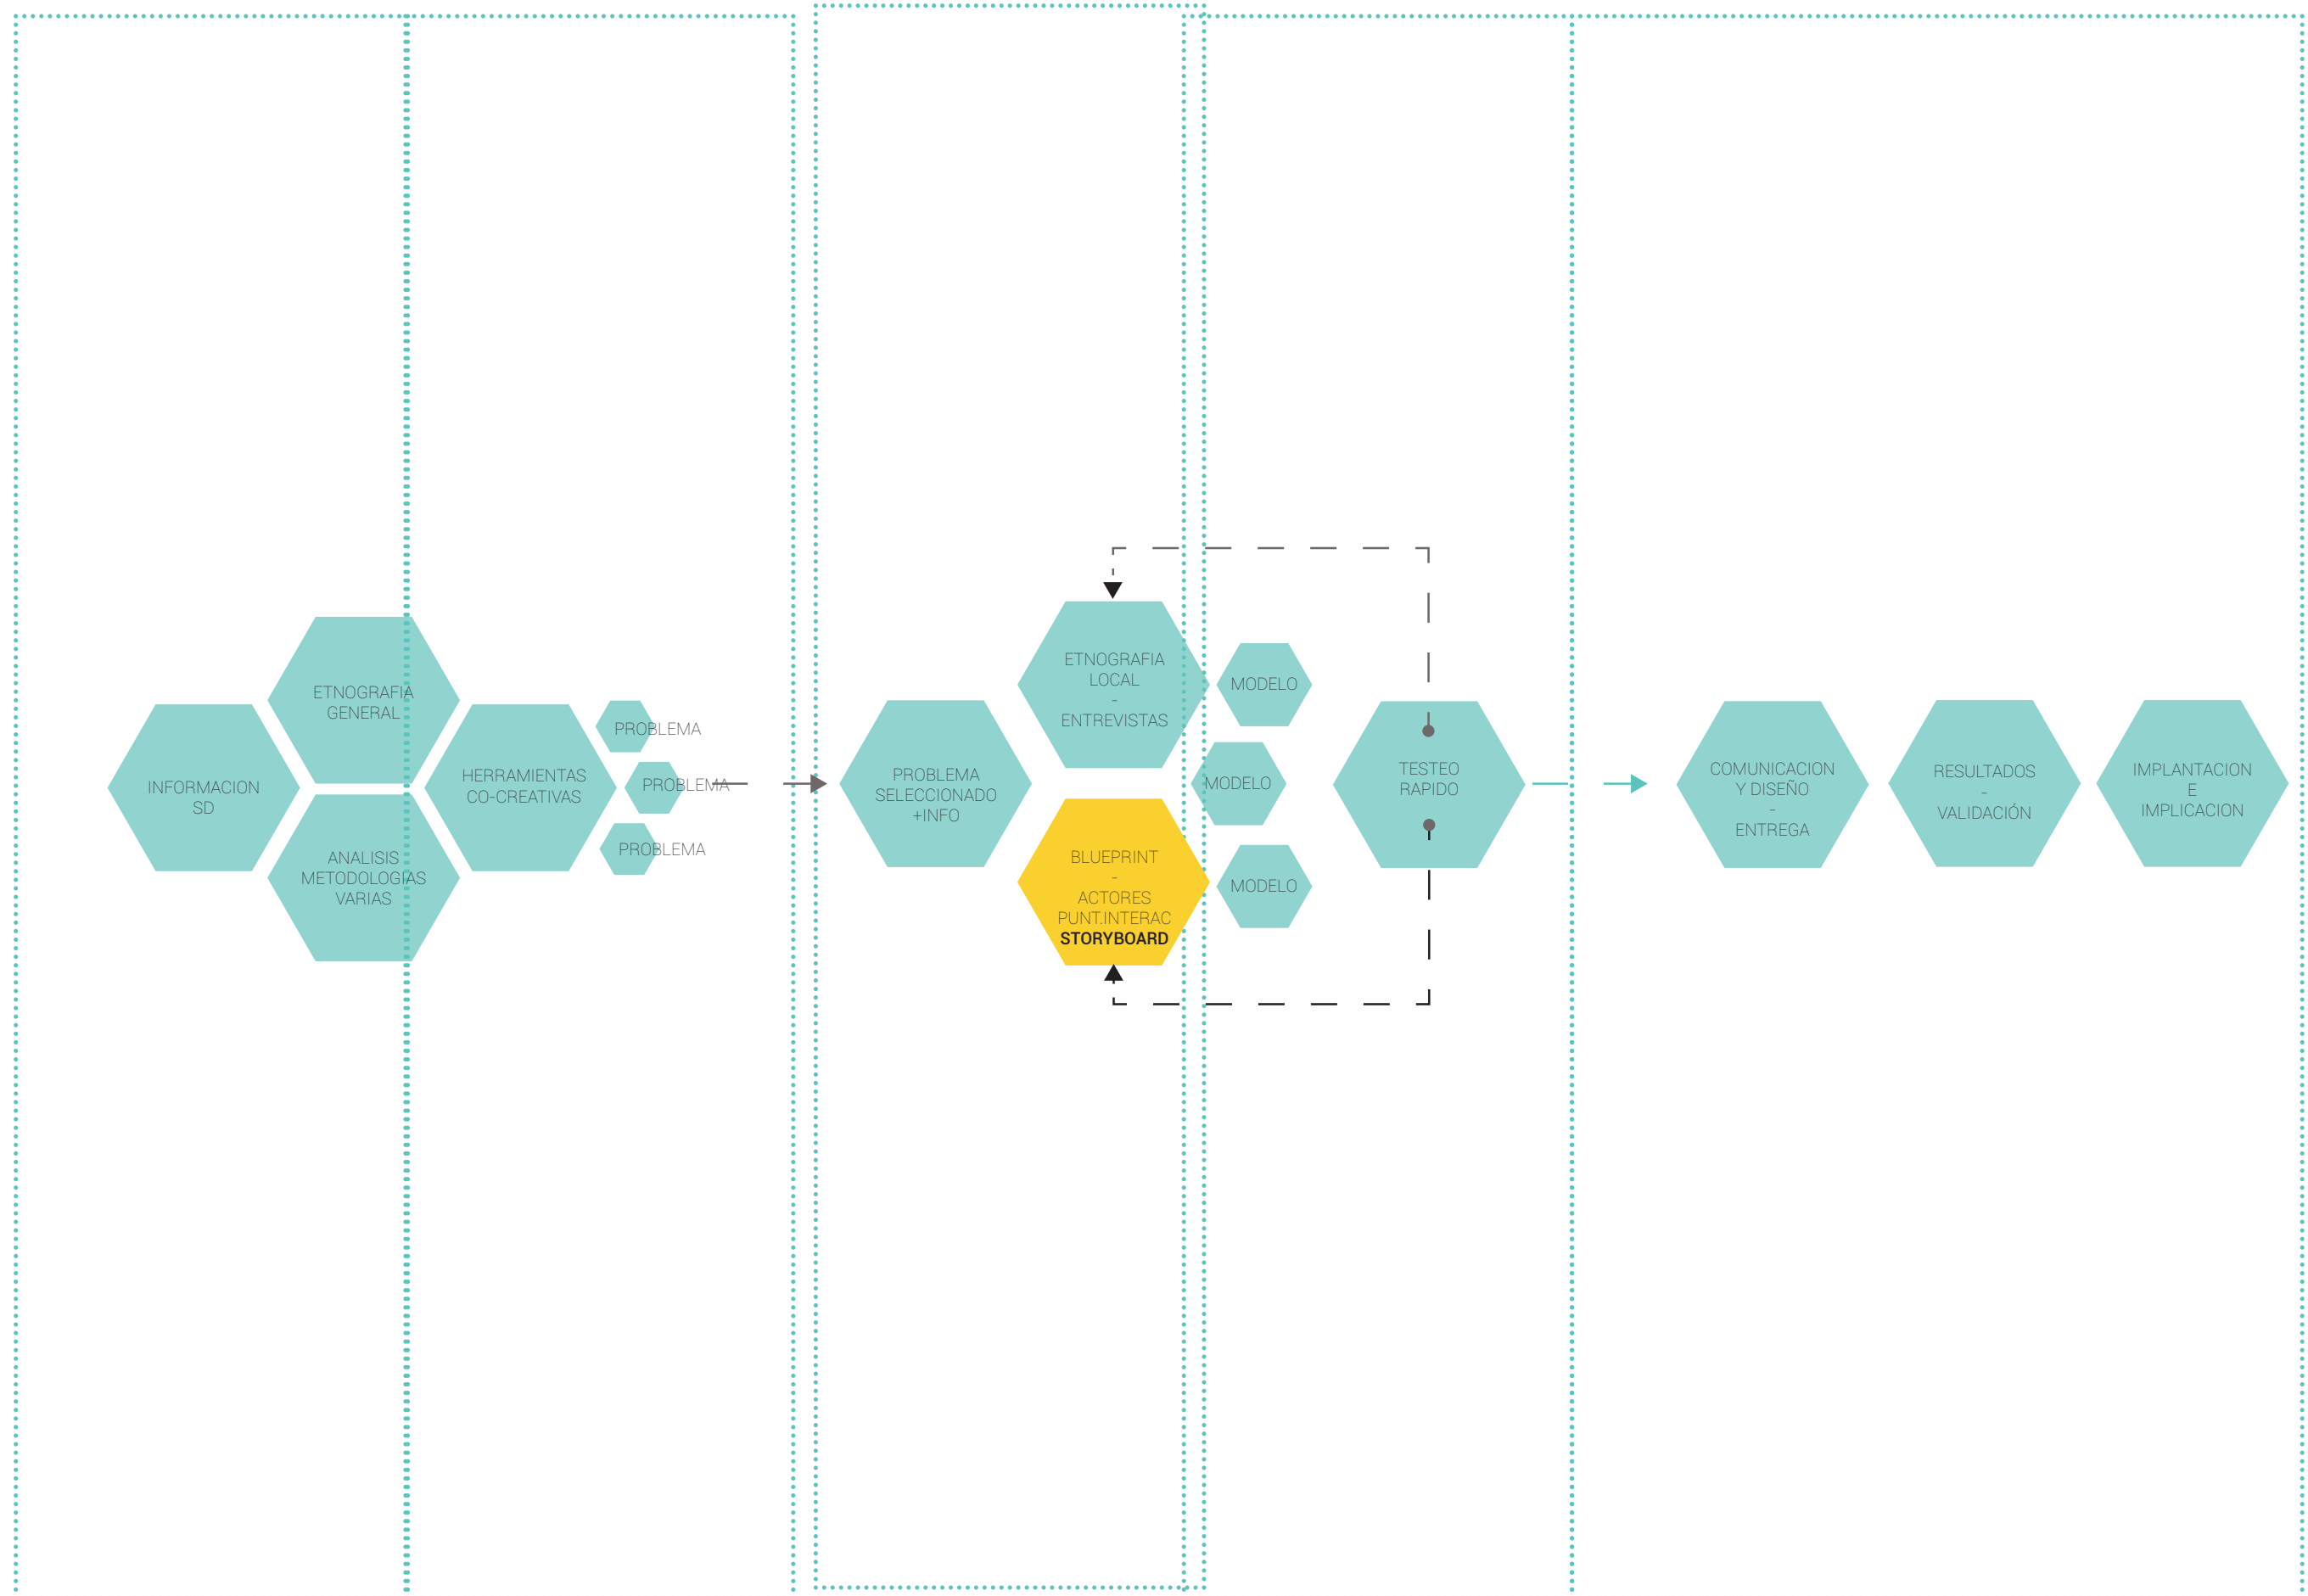 INFORMACION
SD
ETNOGRAFIA
GENERAL
ANALISIS
METODOLOGIAS
VARIAS
HERRAMIENTAS
CO-CREATIVAS
PROBLEMA
PROBLEMA
PROBLEMA
PROBLEMA
SELECCIONADO
+INFO
ETNOGRAFIA
LOCAL
-
ENTREVISTAS
BLUEPRINT
-
ACTORES
PUNT.INTERAC
STORYBOARD
MODELO
MODELO
MODELO
TESTEO
RAPIDO
COMUNICACION
Y DISEÑO
-
ENTREGA
RESULTADOS
-
VALIDACIÓN
IMPLANTACION
E
IMPLICACION